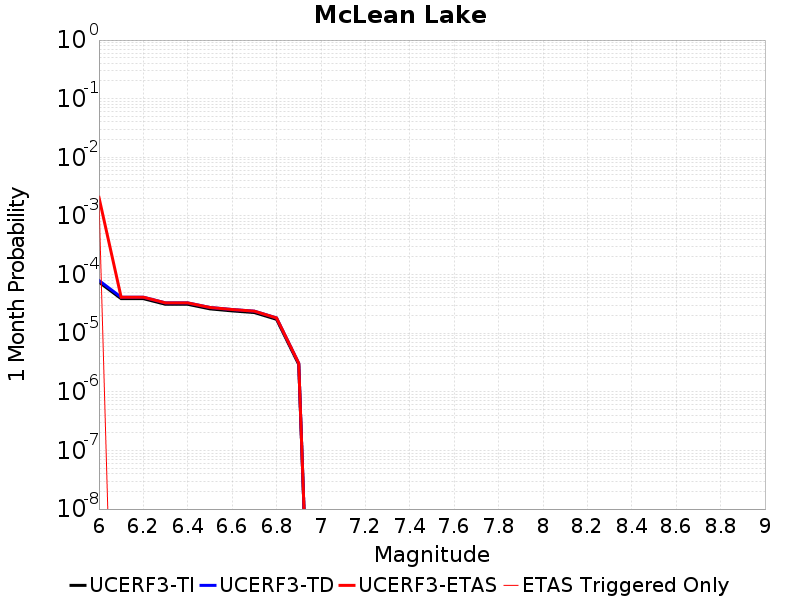 McLean Lake
10^0
10^-1
10^-2
10^-3
10^-4
10^-5
10^-6
10^-7
10^-8
1 Month Probability
6 6.2 6.4 6.6 6.8 7 7.2 7.4 7.6 7.8 8 8.2 8.4 8.6 8.8 9
Magnitude
UCERF3-TI UCERF3-TD UCERF3-ETAS ETAS Triggered Only